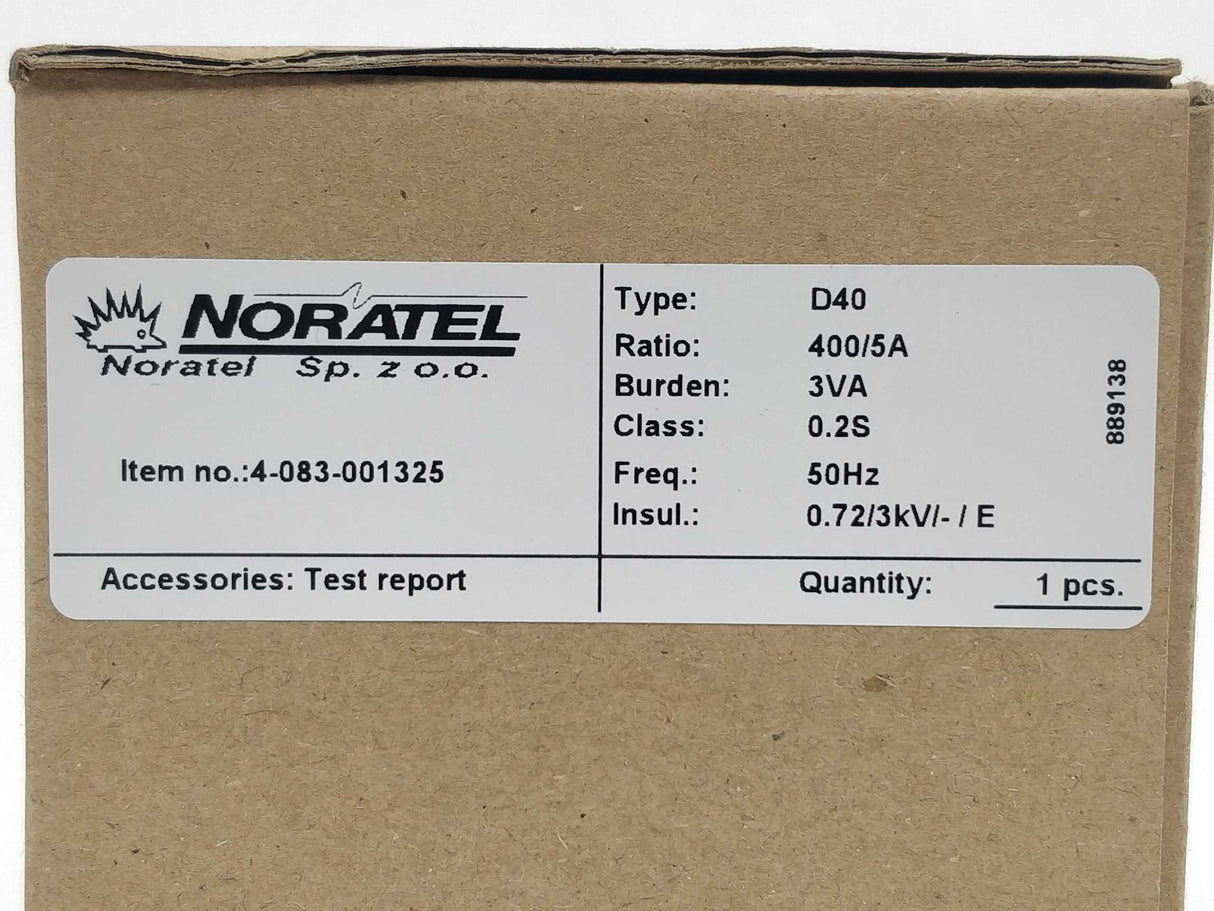 NORATEL
Noratel Sp. z o.o.
Item no.:4-083-001325
Type: D40
Ratio: 400/5A
Burden: 3VA
Class: 0.2S
Freq.: 50Hz
Insul.: 0.72/3kV/- / E
889138
Accessories: Test report
Quantity: 1 pcs.